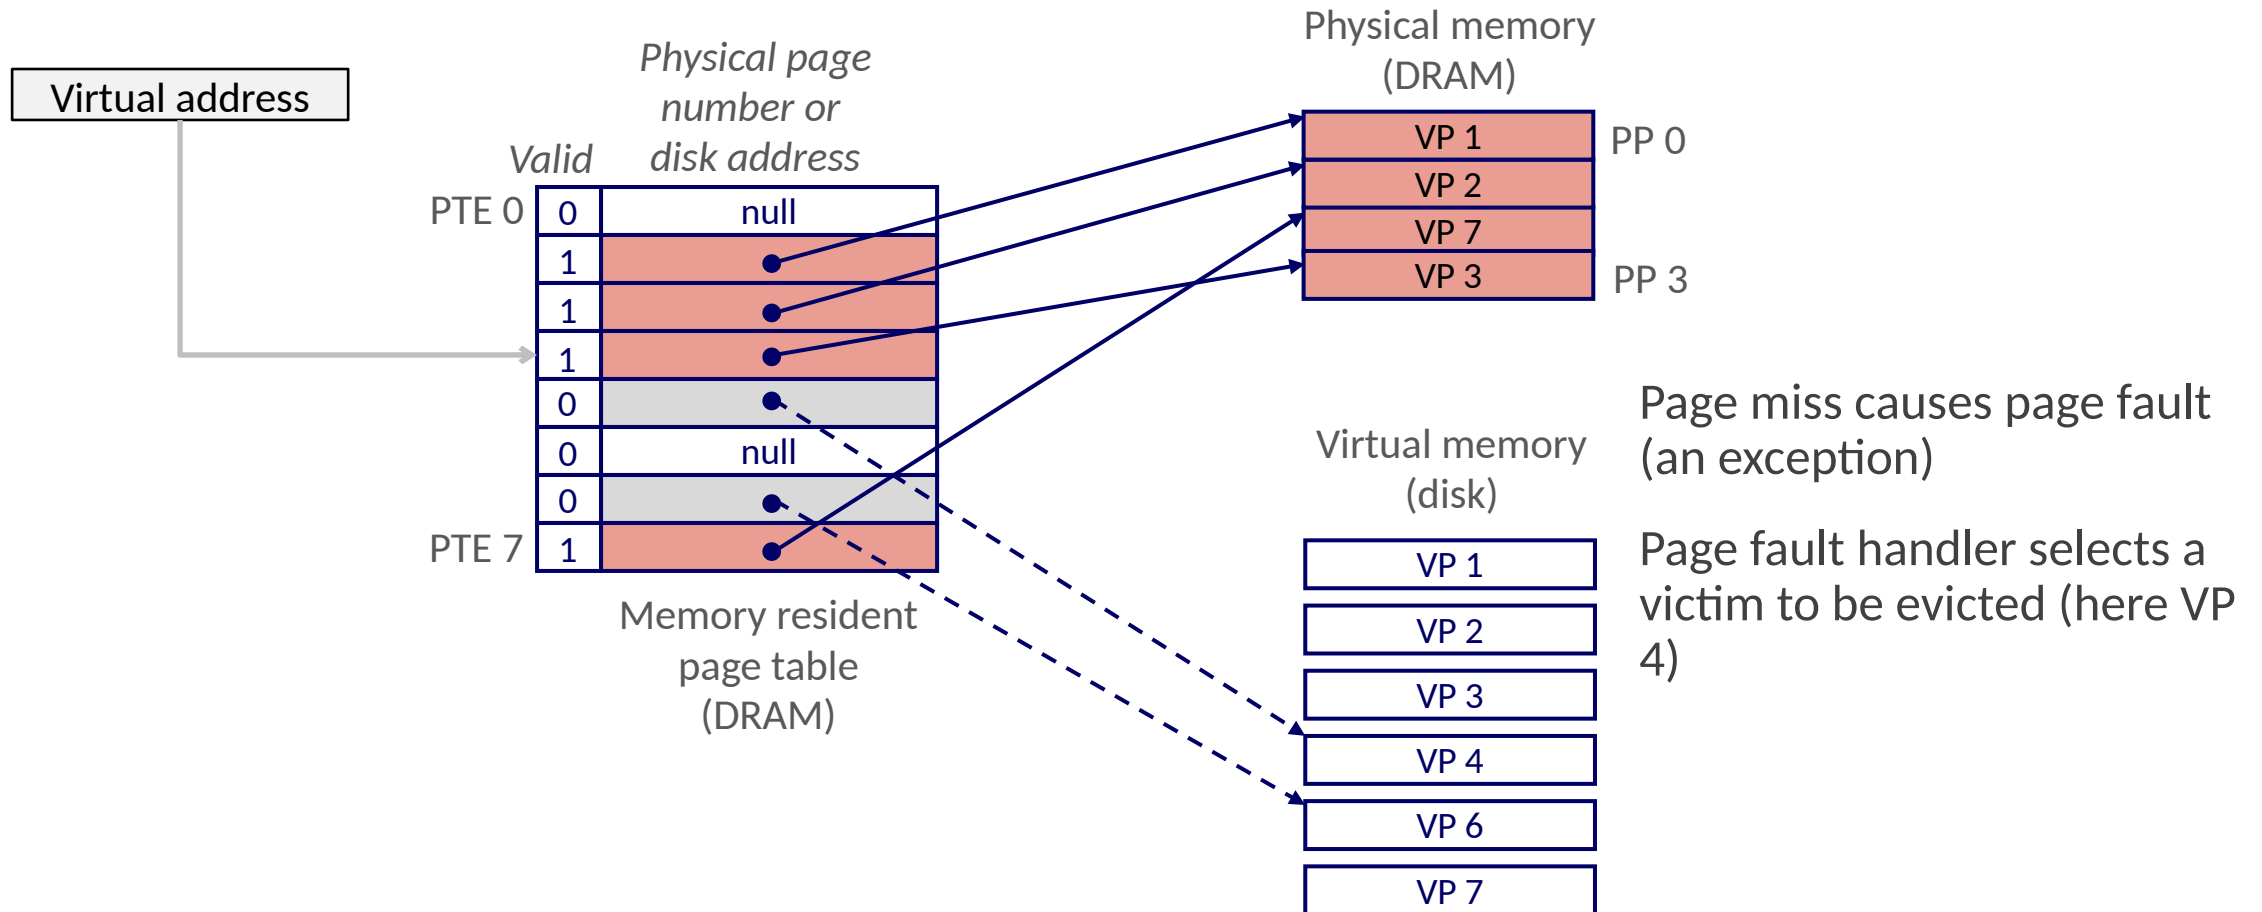 Virtual address
Physical page
number or
disk address
Valid
PTE 0
0
null
1
1
1
0
0
null
0
PTE 7
1
Memory resident
page table
(DRAM)
Physical memory
(DRAM)
VP 1
PP 0
VP 2
VP 7
VP 3
PP 3
Virtual memory
(disk)
VP 1
VP 2
VP 3
VP 4
VP 6
VP 7
Page miss causes page fault
(an exception)
Page fault handler selects a
victim to be evicted (here VP
4)